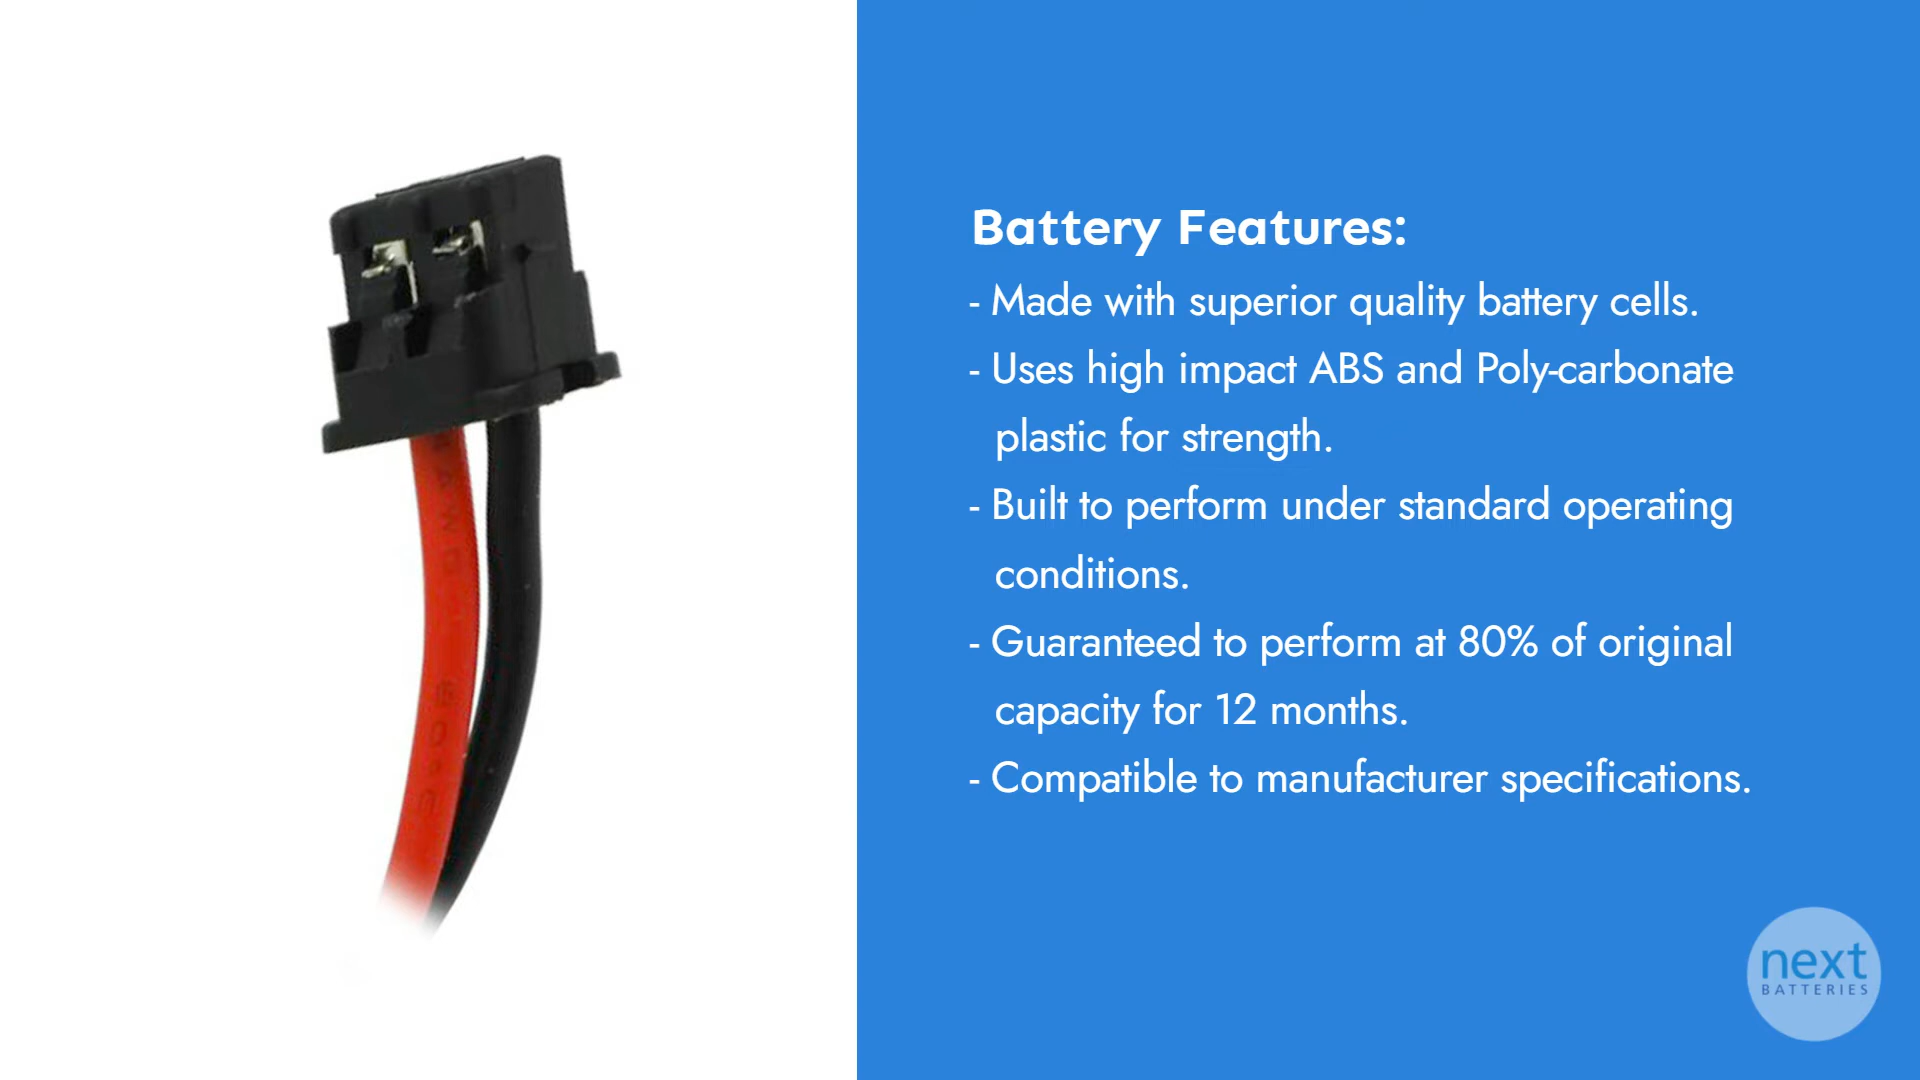 Battery Features:
- Made with superior quality battery cells.
- Uses high impact ABS and Poly-carbonate
plastic for strength.
- Built to perform under standard operating
conditions.
- Guaranteed to perform at 80% of original
capacity for 12 months.
- Compatible to manufacturer specifications.
next
BATTERIES